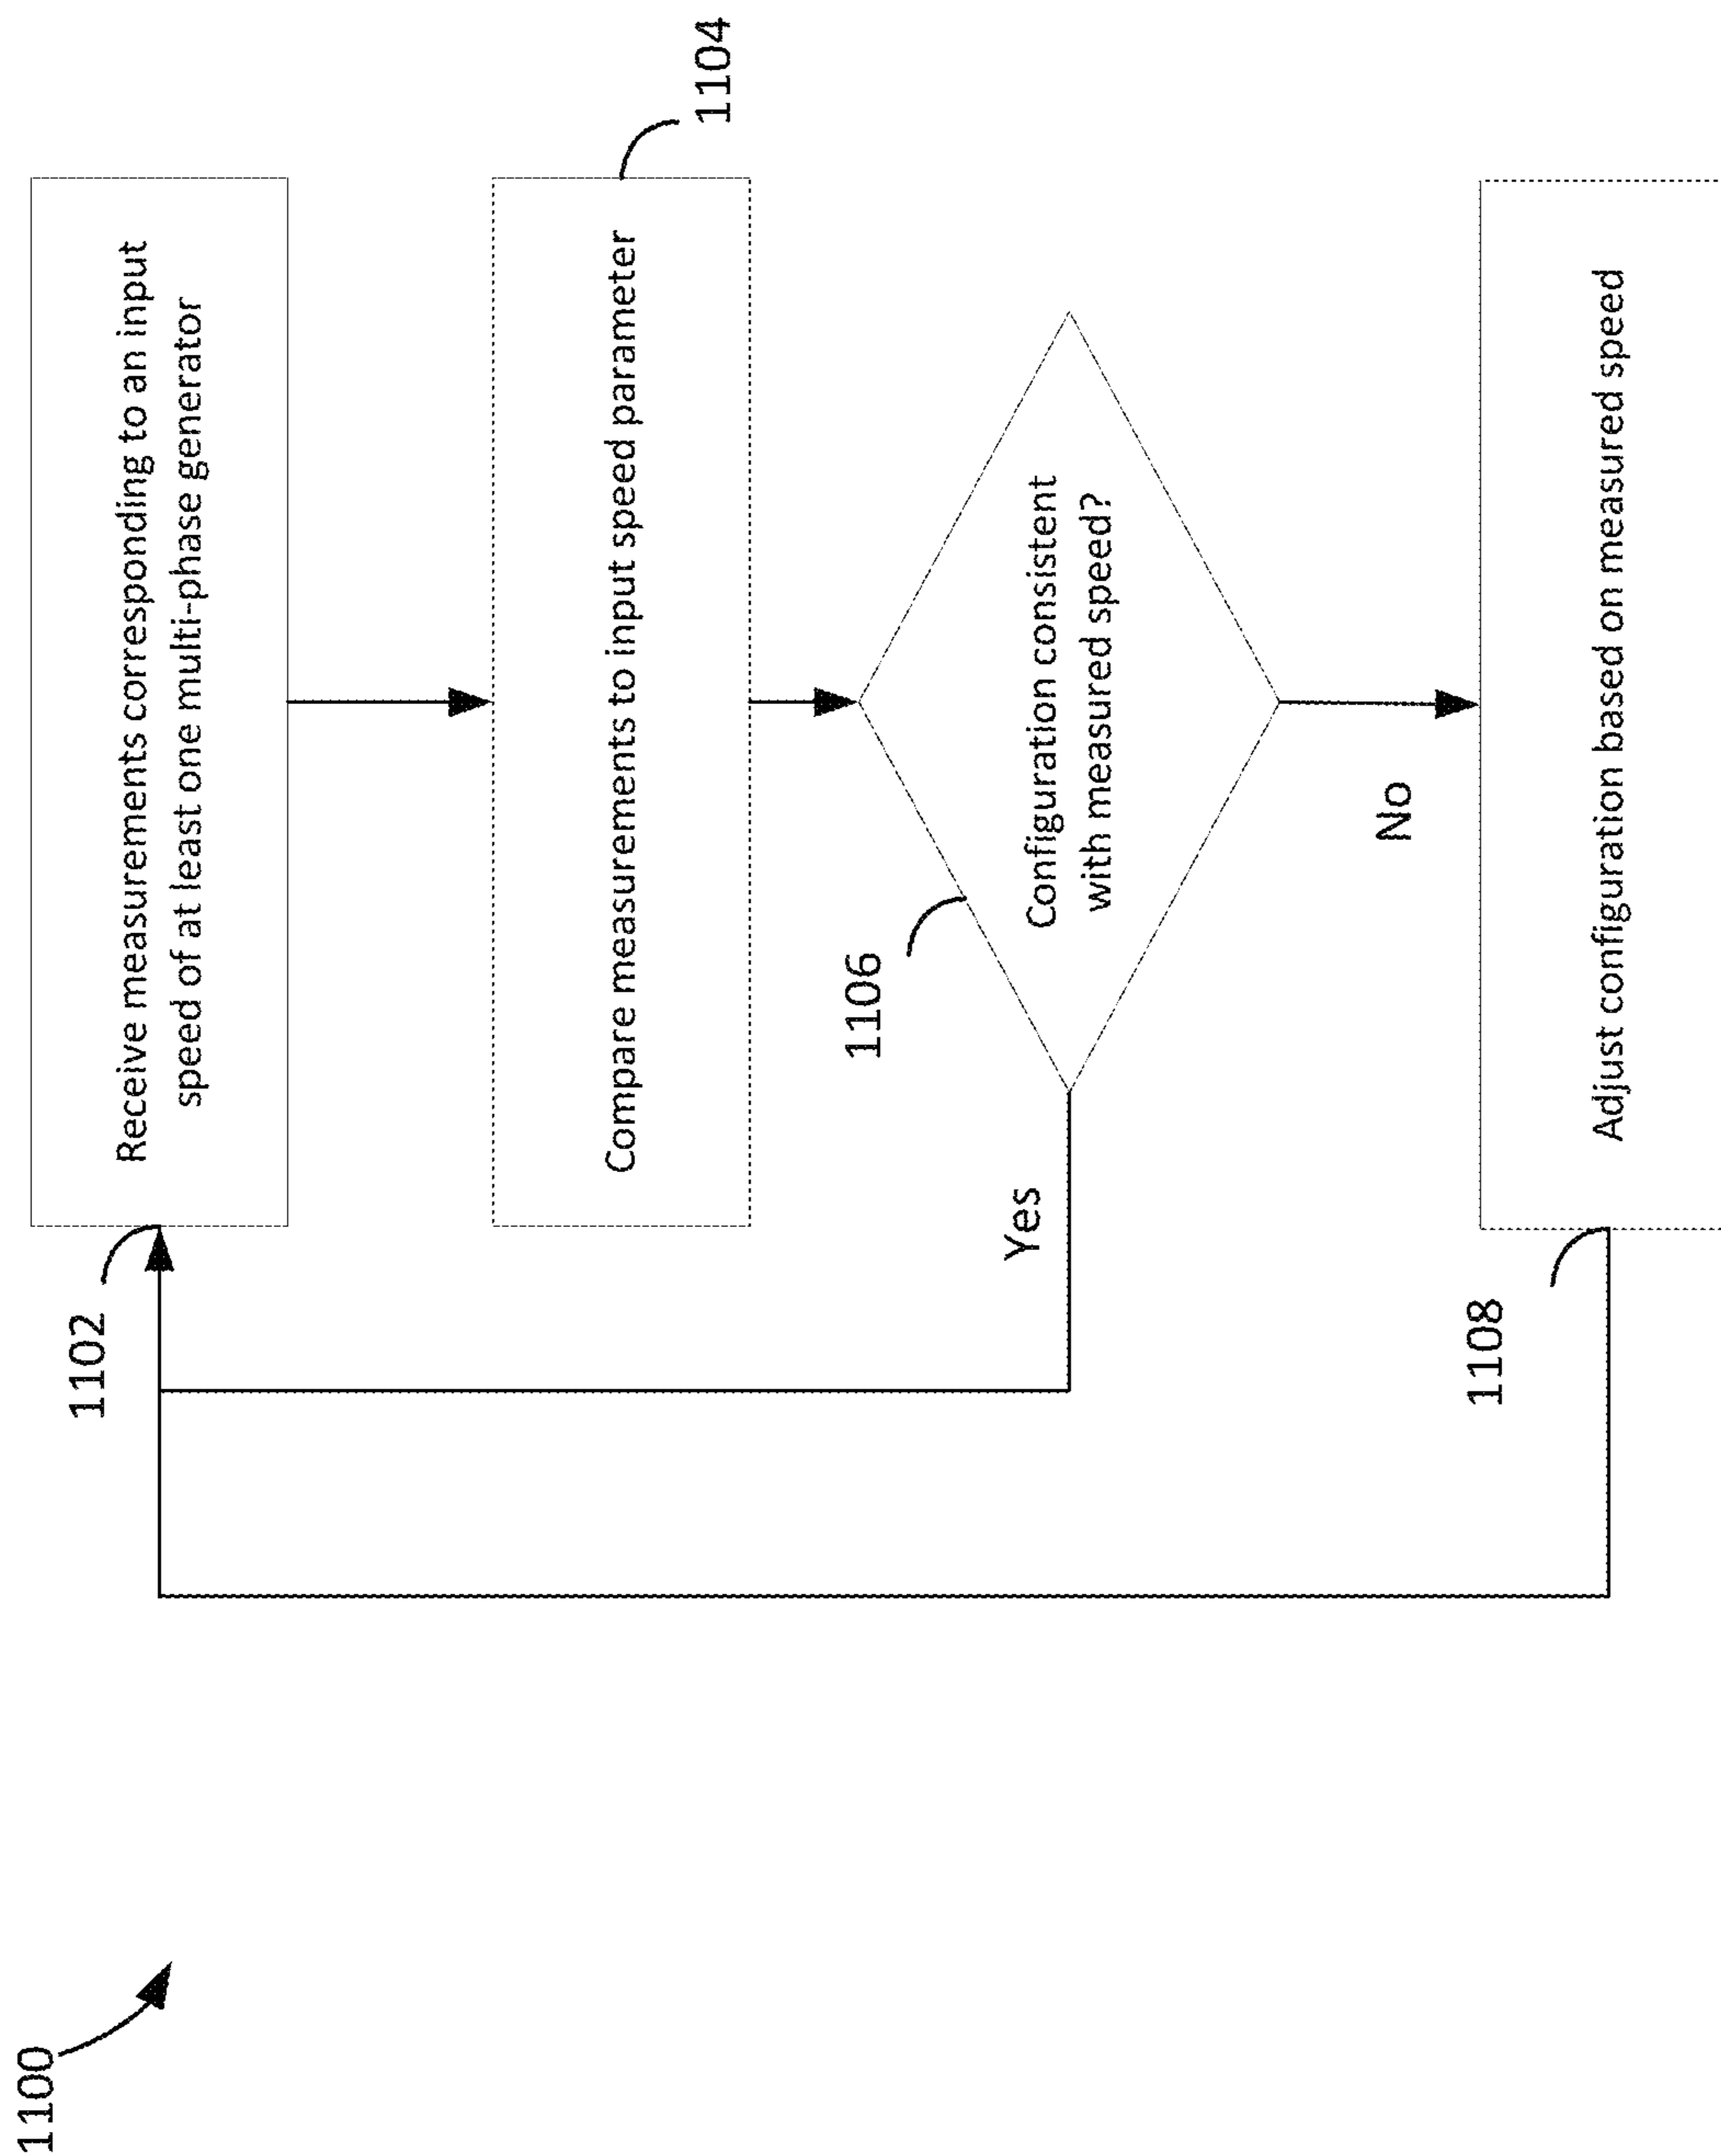 1100
1102
Receive measurements corresponding to an input
speed of at least one multi-phase generator
Compare measurements to input speed parameter
1104
1106
Configuration consistent
with measured speed?
Yes
No
1108
Adjust configuration based on measured speed